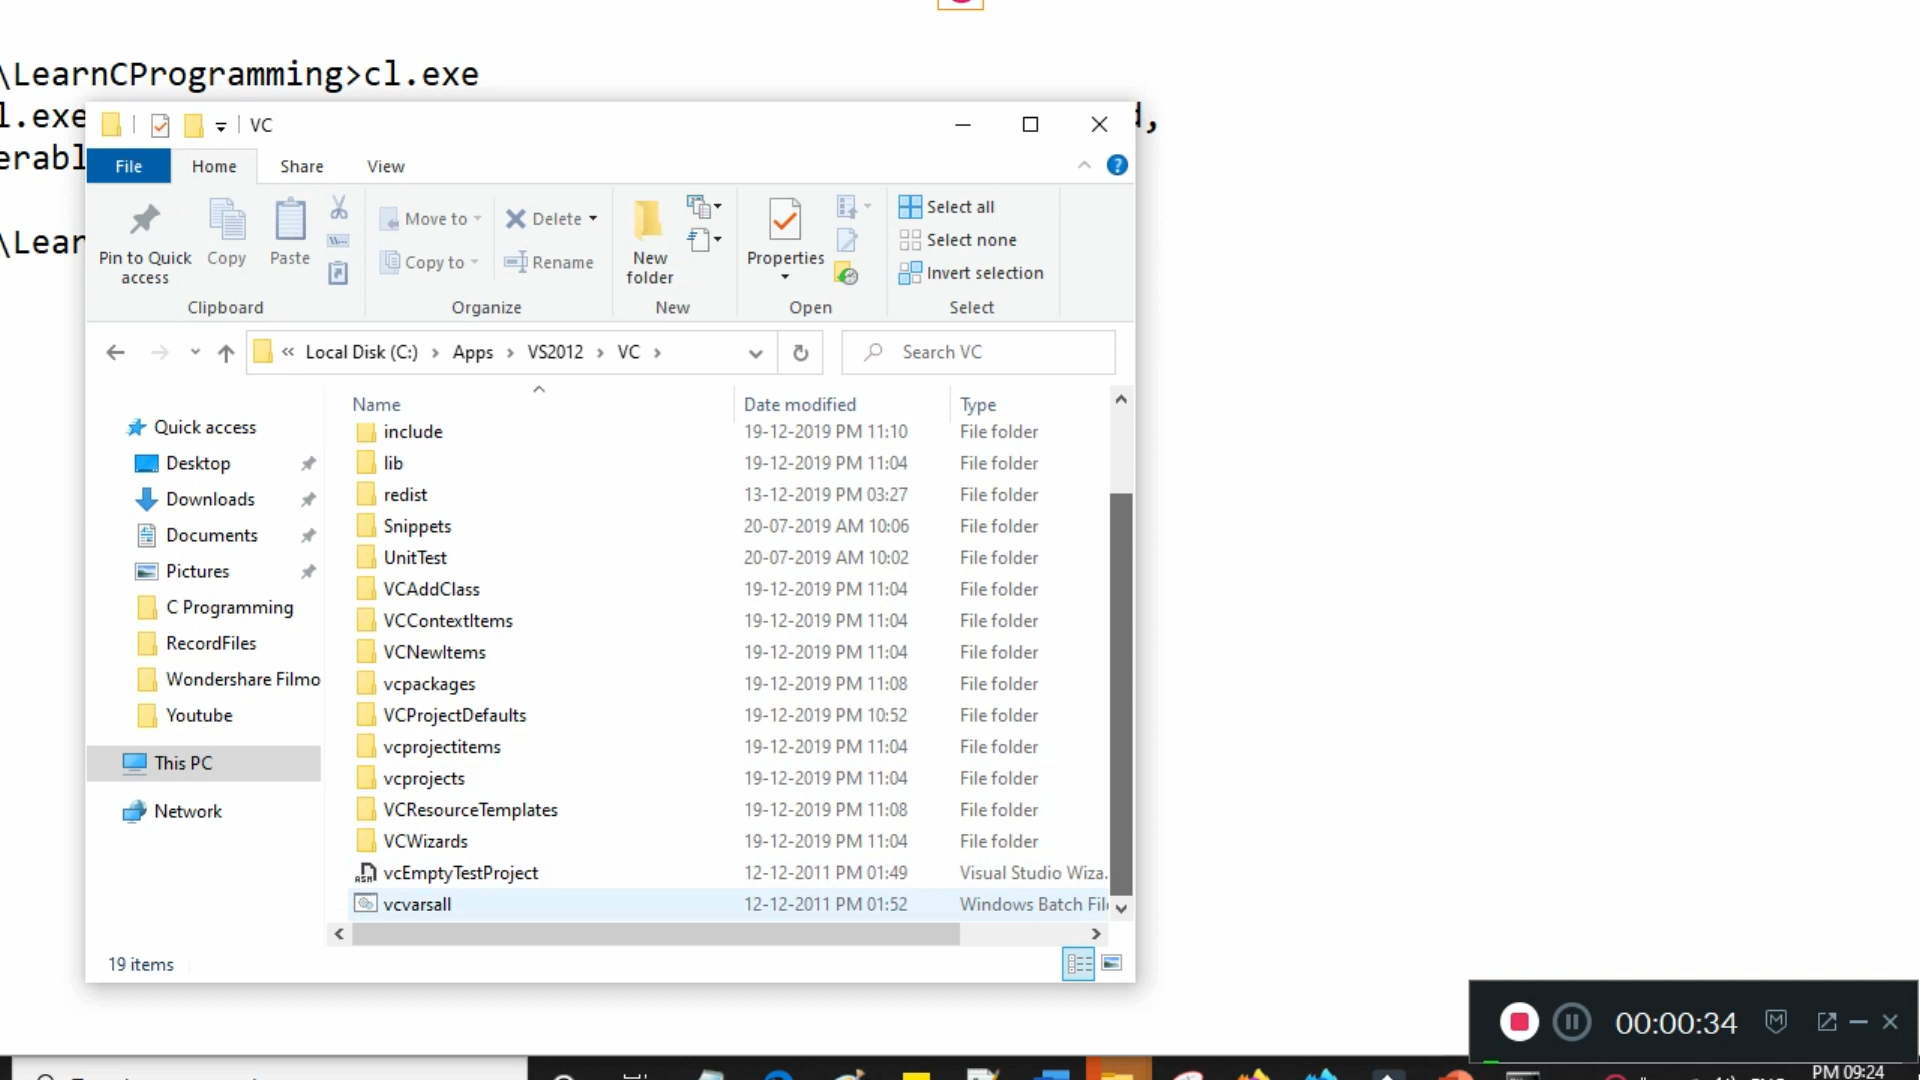 \LearnCProgramming>cl.exe
l.exe
d,
erabl
\Lear
VC
File Home Share View
Pin to Quick access
Copy
Paste
Move to
Copy to
Delete
Rename
New folder
Properties
Select all
Select none
Invert selection
Clipboard Organize New Open Select
« Local Disk (C:) › Apps › VS2012 › VC ›
Search VC
Name Date modified Type
Quick access
Desktop
Downloads
Documents
Pictures
C Programming
RecordFiles
Wondershare Filmo
Youtube
This PC
Network
include 19-12-2019 PM 11:10 File folder
lib 19-12-2019 PM 11:04 File folder
redist 13-12-2019 PM 03:27 File folder
Snippets 20-07-2019 AM 10:06 File folder
UnitTest 20-07-2019 AM 10:02 File folder
VCAddClass 19-12-2019 PM 11:04 File folder
VCContextItems 19-12-2019 PM 11:04 File folder
VCNewItems 19-12-2019 PM 11:04 File folder
vcpackages 19-12-2019 PM 11:08 File folder
VCProjectDefaults 19-12-2019 PM 10:52 File folder
vcprojectitems 19-12-2019 PM 11:04 File folder
vcprojects 19-12-2019 PM 11:04 File folder
VCResourceTemplates 19-12-2019 PM 11:08 File folder
VCWizards 19-12-2019 PM 11:04 File folder
vcEmptyTestProject 12-12-2011 PM 01:49 Visual Studio Wiza.
vcvarsall 12-12-2011 PM 01:52 Windows Batch File
19 items
00:00:34
PM 09:24